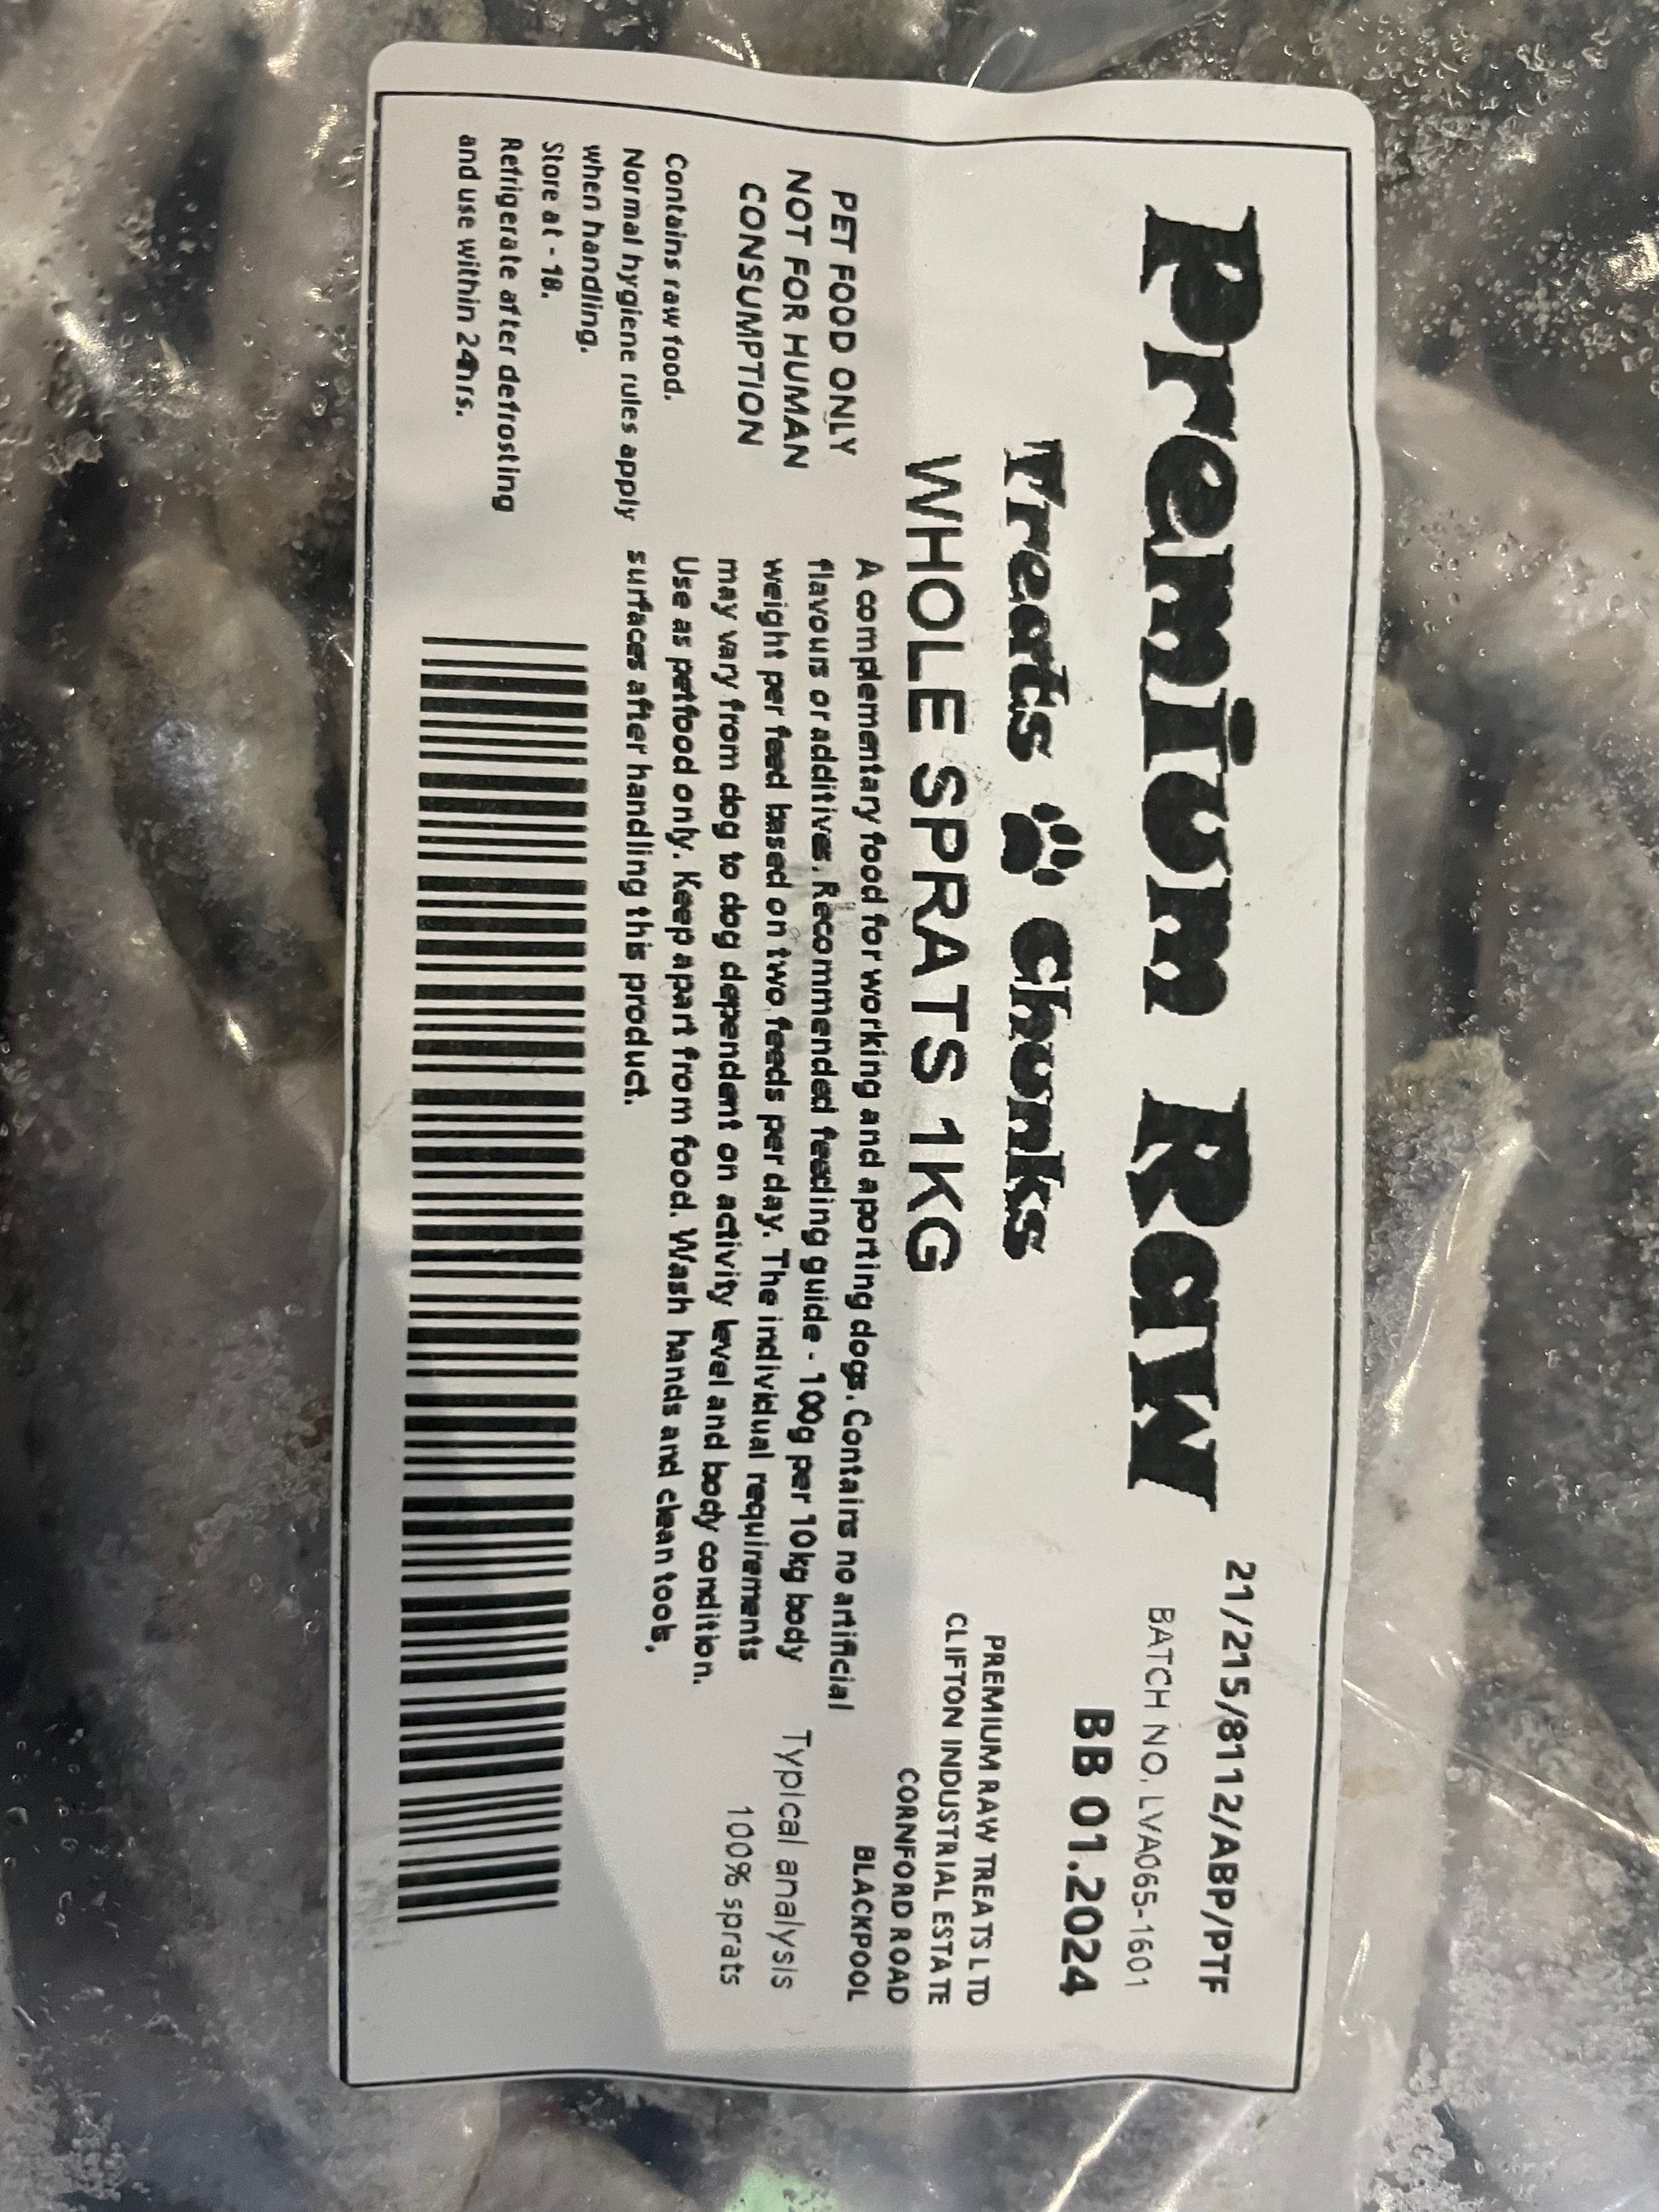 Premium Raw
Treats Chunks
WHOLE SPRATS 1KG
21/215/8112/ABP/PTF
BATCH NO. LVA065-1601
BB 01.2024
PREMIUM RAW TREATS LTD
CLIFTON INDUSTRIAL ESTATE
CORNFORD ROAD
BLACKPOOL
PET FOOD ONLY
NOT FOR HUMAN
CONSUMPTION
Contains raw food.
Normal hygiene rules apply
when handling.
Store at - 18.
Refrigerate after defrosting
and use within 24hrs.
A complementary food for working and aporting dogs. Contains no artificial
flavours or additives. Recommended feeding guide - 100g per 10kg body
weight per feed based on two feeds per day. The individual requirements
may vary from dog to dog dependent on activity level and body condition.
Use as petfood only. Keep apart from food. Wash hands and clean tools,
surfaces after handling this product.
Typical analysis
100% sprats